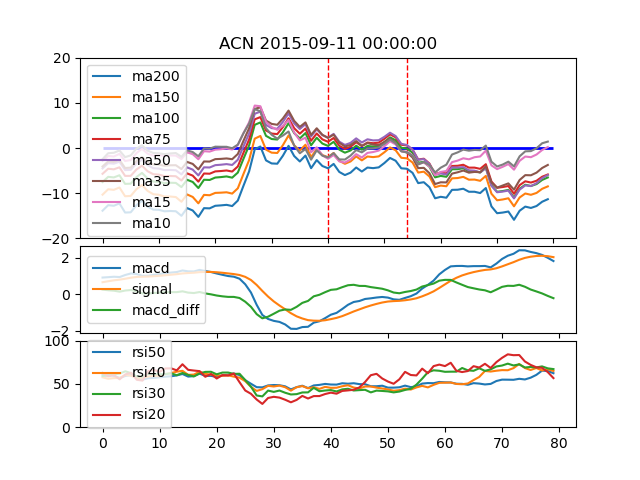 ACN 2015-09-11 00:00:00
20
10
0
−10
−20
ma200
ma150
ma100
ma75
ma50
ma35
ma15
ma10
2
0
−2
macd
signal
macd_diff
100
50
0
rsi50
rsi40
rsi30
rsi20
0 10 20 30 40 50 60 70 80